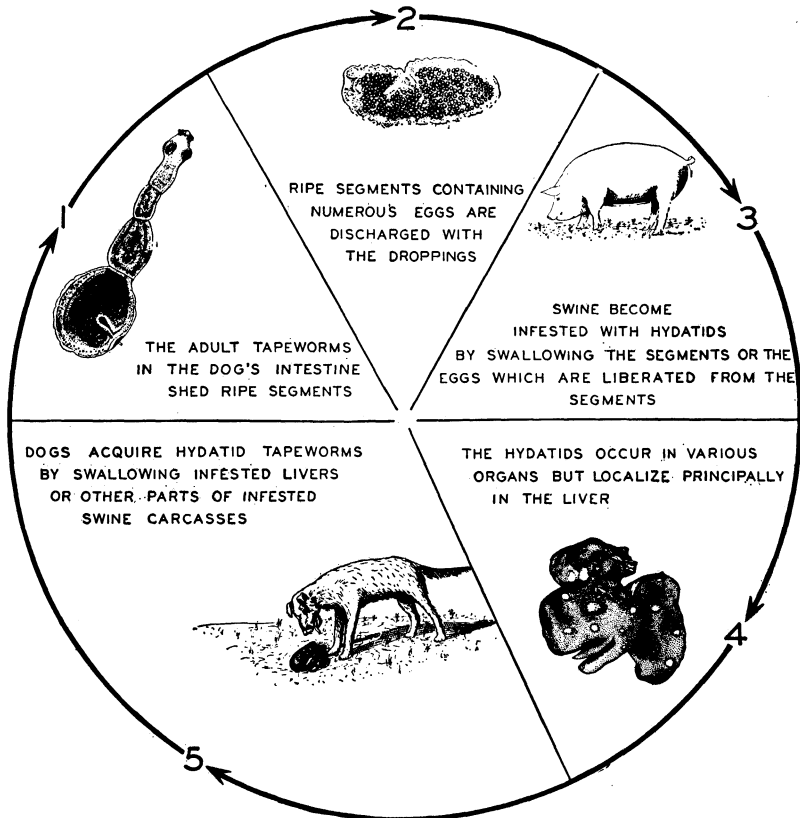 1
THE ADULT TAPEWORMS
IN THE DOG'S INTESTINE
SHED RIPE SEGMENTS
2
RIPE SEGMENTS CONTAINING
NUMEROUS EGGS ARE
DISCHARGED WITH
THE DROPPINGS
3
SWINE BECOME
INFESTED WITH HYDATIDS
BY SWALLOWING THE SEGMENTS OR THE
EGGS WHICH ARE LIBERATED FROM THE
SEGMENTS
4
THE HYDATIDS OCCUR IN VARIOUS
ORGANS BUT LOCALIZE PRINCIPALLY
IN THE LIVER
5
DOGS ACQUIRE HYDATID TAPEWORMS
BY SWALLOWING INFESTED LIVERS
OR OTHER PARTS OF INFESTED
SWINE CARCASSES